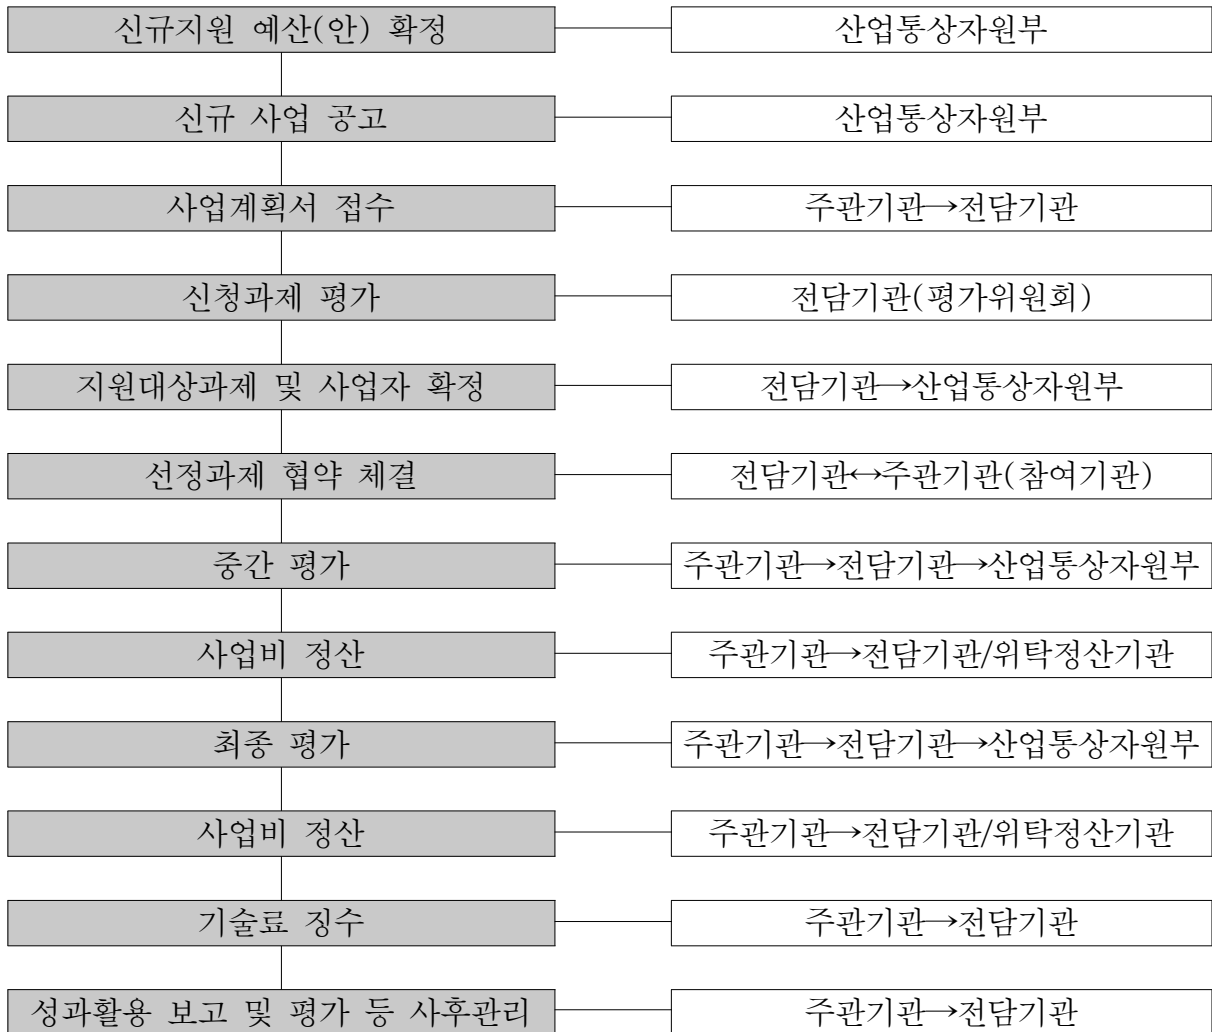 신규지원 예산(안) 확정
산업통상자원부
신규 사업 공고
산업통상자원부
사업계획서 접수
주관기관→전담기관
신청과제 평가
전담기관(평가위원회)
지원대상과제 및 사업자 확정
전담기관→산업통상자원부
선정과제 협약 체결
전담기관↔주관기관(참여기관)
중간 평가
주관기관→전담기관→산업통상자원부
사업비 정산
주관기관→전담기관/위탁정산기관
최종 평가
주관기관→전담기관→산업통상자원부
사업비 정산
주관기관→전담기관/위탁정산기관
기술료 징수
주관기관→전담기관
성과활용 보고 및 평가 등 사후관리
주관기관→전담기관